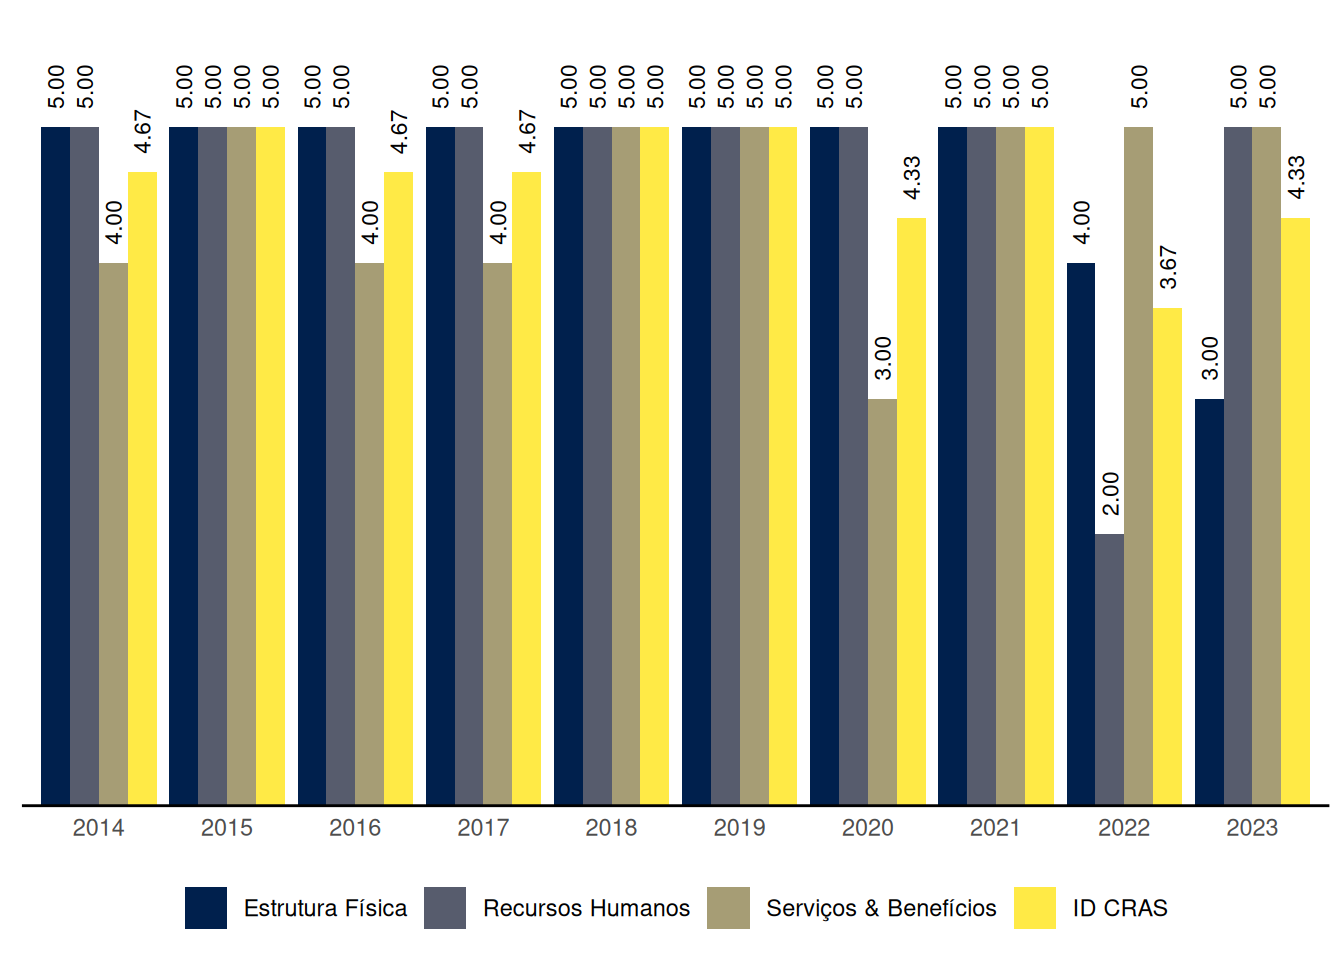 5.00 5.00 4.00 4.67 5.00 5.00 5.00 5.00 5.00 5.00 4.00 4.67 5.00 5.00 4.00 4.67 5.00 5.00 5.00 5.00 5.00 5.00 5.00 5.00 5.00 5.00 3.00 4.33 5.00 5.00 5.00 5.00 4.00 2.00 5.00 3.67 3.00 5.00 5.00 4.33
2014 2015 2016 2017 2018 2019 2020 2021 2022 2023
Estrutura Física Recursos Humanos Serviços & Benefícios ID CRAS